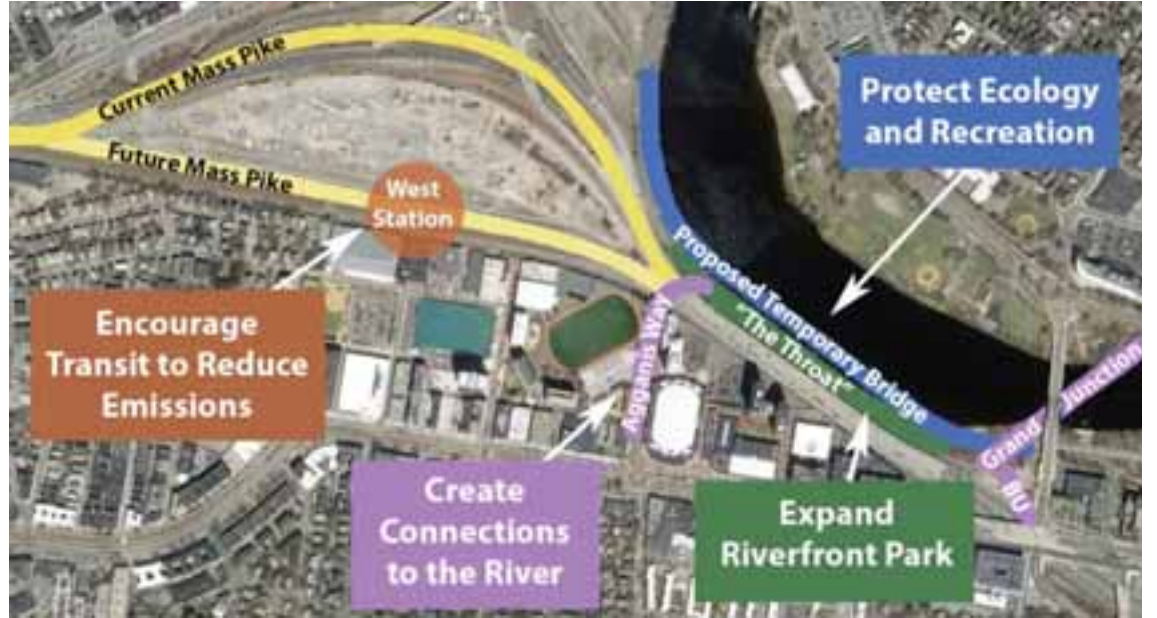 Current Mass Pike
Future Mass Pike
West
Station
Protect Ecology
and Recreation
Proposed Temporary Bridge
"The Throat"
Encourage
Transit to Reduce
Emissions
Agganis Way
Grand Junction
BU
Create
Connections
to the River
Expand
Riverfront Park